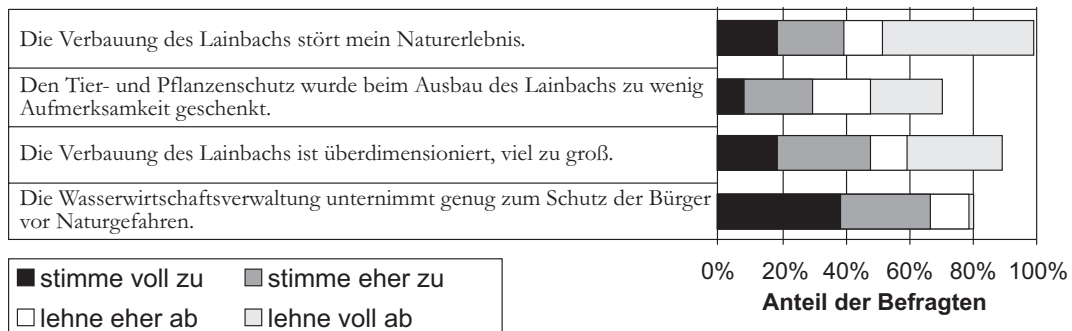 Die Verbauung des Lainbachs stört mein Naturerlebnis.
Den Tier- und Pflanzenschutz wurde beim Ausbau des Lainbachs zu wenig
Aufmerksamkeit geschenkt.
Die Verbauung des Lainbachs ist überdimensioniert, viel zu groß.
Die Wasserwirtschaftsverwaltung unternimmt genug zum Schutz der Bürger
vor Naturgefahren.
0% 20% 40% 60% 80% 100%
Anteil der Befragten
stimme voll zu stimme eher zu
lehne eher ab lehne voll ab